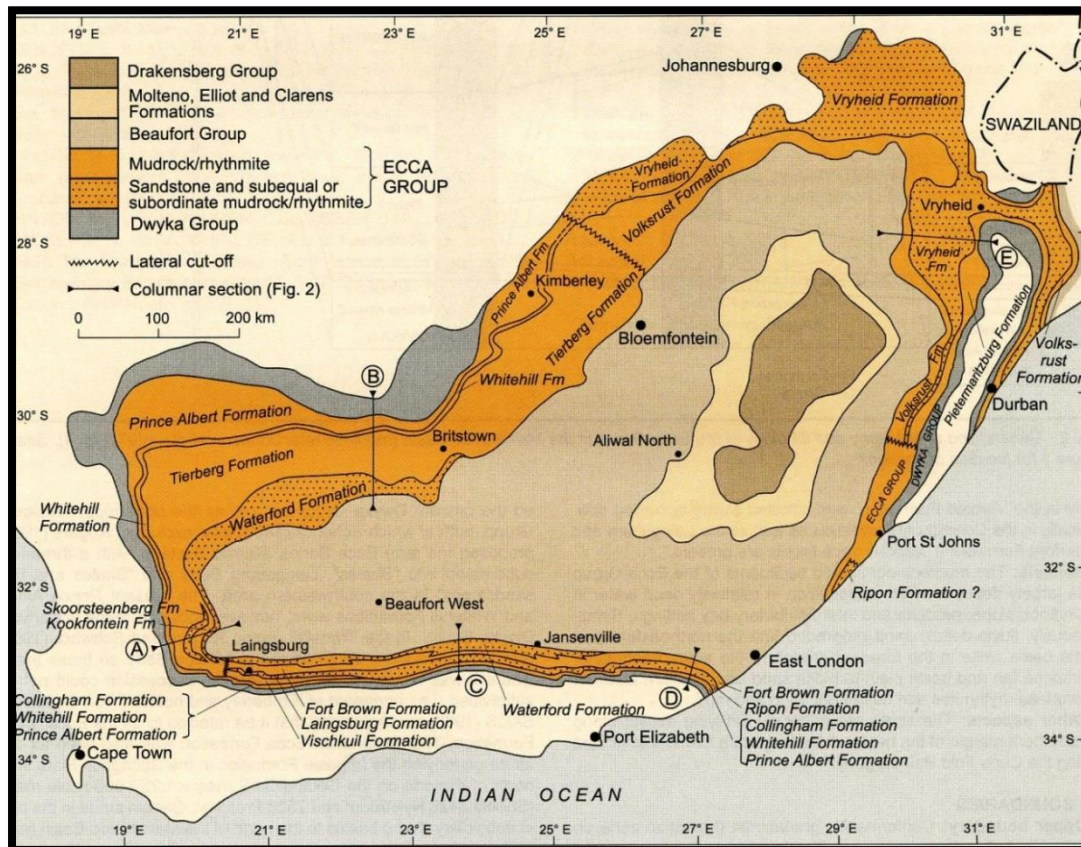 19° E
21° E
23° E
25° E
27° E
29° E
31° E
26° S
28° S
30° S
32° S
34° S
Drakensberg Group
Molteno, Elliot and Clarens
Formations
Beaufort Group
Mudrock/rhythmite
Sandstone and subequal or
subordinate mudrock/rhythmite
ECCA
GROUP
Dwyka Group
Lateral cut-off
Columnar section (Fig. 2)
0 100 200 km
Johannesburg
Vryheid Formation
SWAZILAND
Vryheid
Formation
Volksrust Formation
Vryheid
Vryheid
Fm
E
Prince Albert Fm
Kimberley
Tierberg Formation
Bloemfontein
Whitehill Fm
Volksrust Fm
Pietermaritzburg Formation
Volks-
rust
Formation
Durban
B
Prince Albert Formation
Tierberg Formation
Britstown
Aliwal North
DWYKA GROUP
ECCA GROUP
Waterford Formation
Whitehill
Formation
Port St Johns
32° S
Ripon Formation ?
Skoorsteenberg Fm
Kookfontein Fm
Beaufort West
A
Laingsburg
Jansenville
C
D
East London
Collingham Formation
Whitehill Formation
Prince Albert Formation
Fort Brown Formation
Laingsburg Formation
Vischkuil Formation
Waterford Formation
Fort Brown Formation
Ripon Formation
Collingham Formation
Whitehill Formation
Prince Albert Formation
Port Elizabeth
Cape Town
34° S
INDIAN OCEAN
19° E
21° E
23° E
25° E
27° E
29° E
31° E